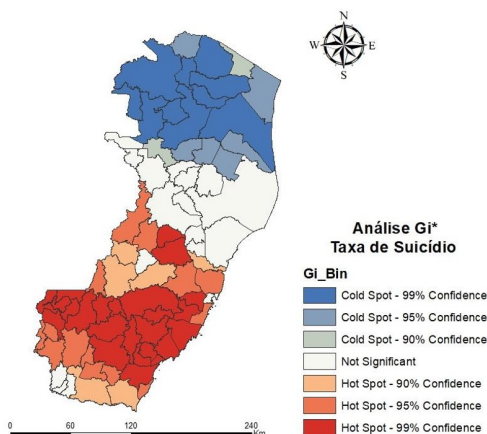 N
W E
S
Análise Gi*
Taxa de Suicídio
Gi_Bin
Cold Spot - 99% Confidence
Cold Spot - 95% Confidence
Cold Spot - 90% Confidence
Not Significant
Hot Spot - 90% Confidence
Hot Spot - 95% Confidence
Hot Spot - 99% Confidence
0 60 120 240
Km